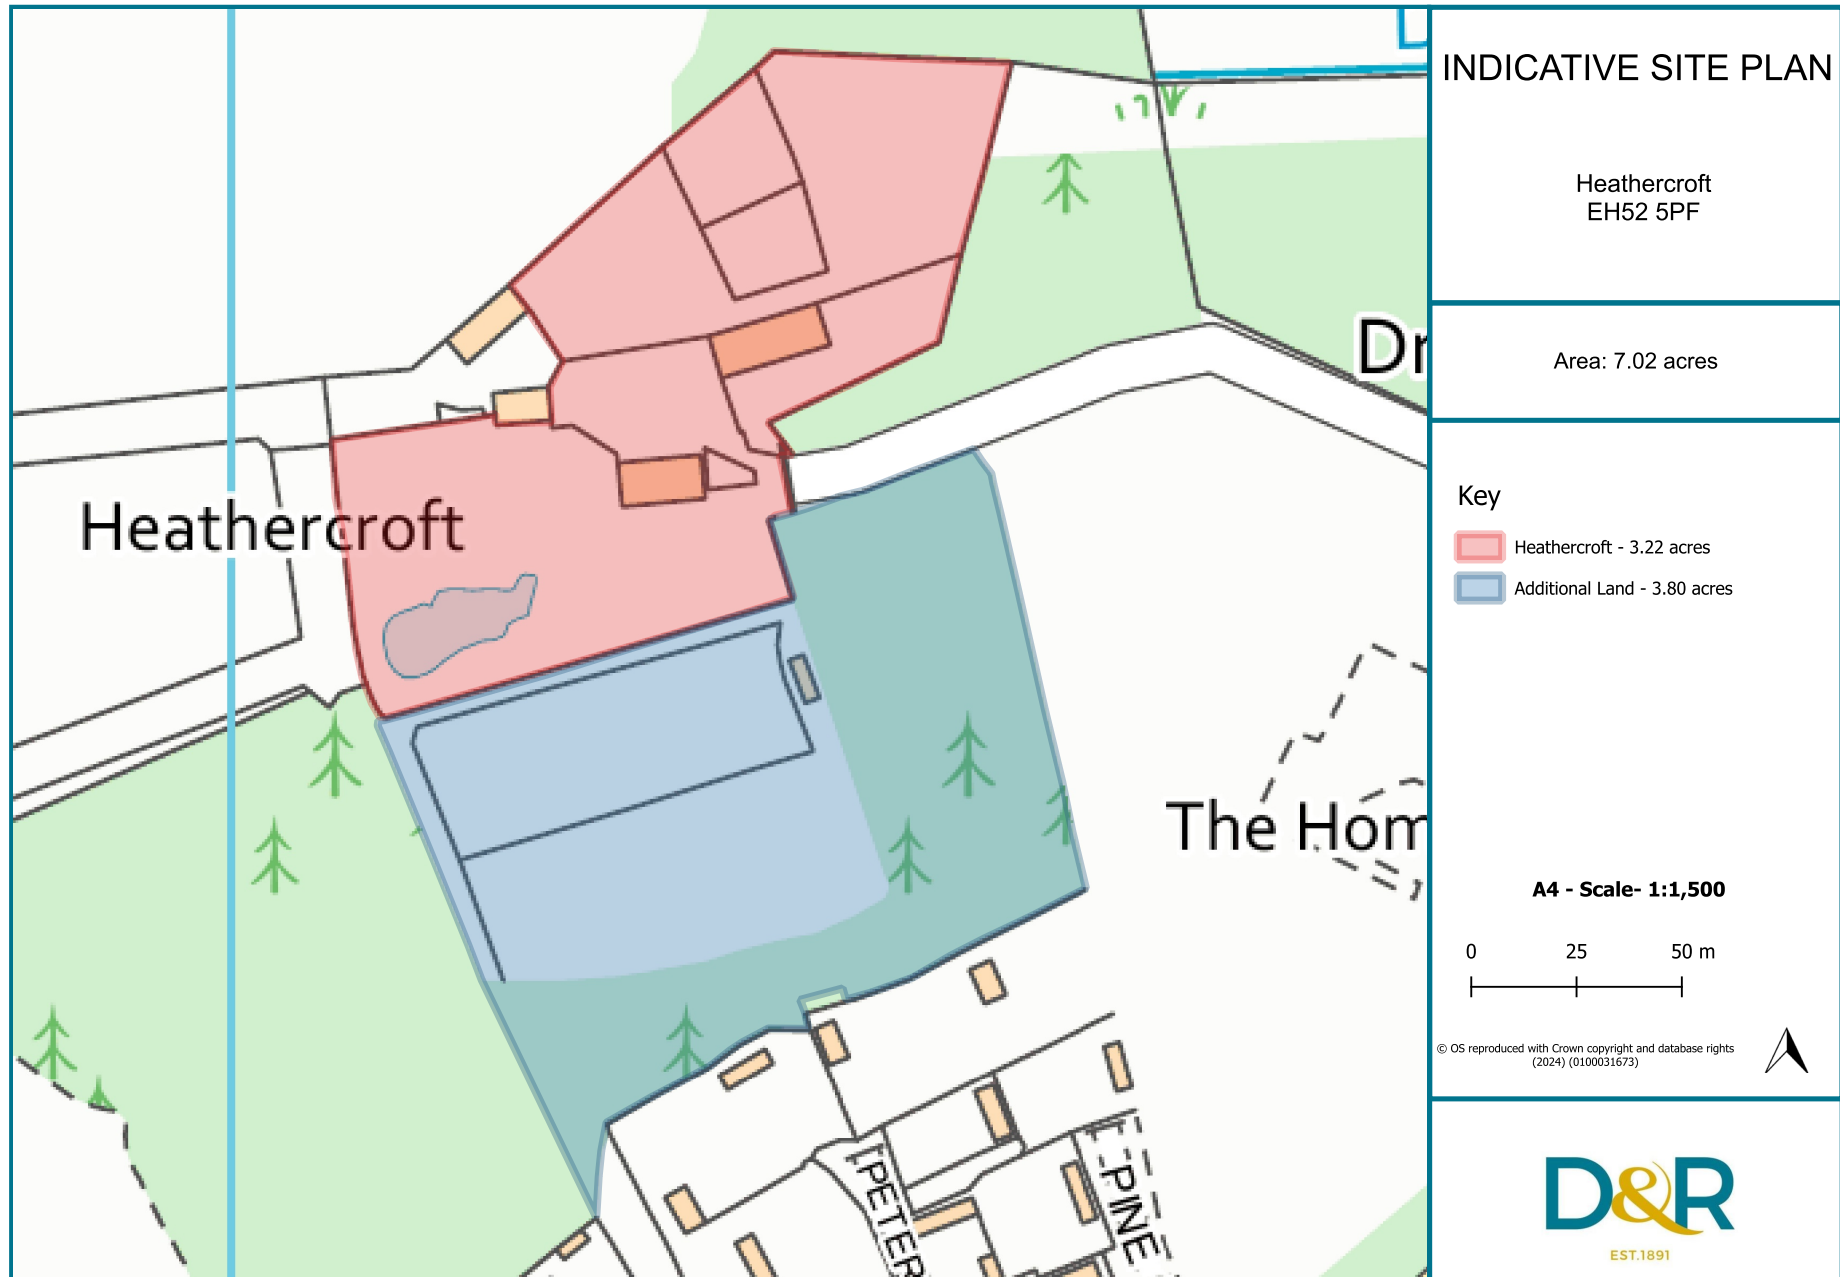 INDICATIVE SITE PLAN
Heathercroft
EH52 5PF
Area: 7.02 acres
Key
Heathercroft - 3.22 acres
Additional Land - 3.80 acres
A4 - Scale- 1:1,500
0 25 50 m
© OS reproduced with Crown copyright and database rights
(2024) (0100031673)
D&R
EST.1891
Dr
Heathercroft
The Hom
PETER
PINE